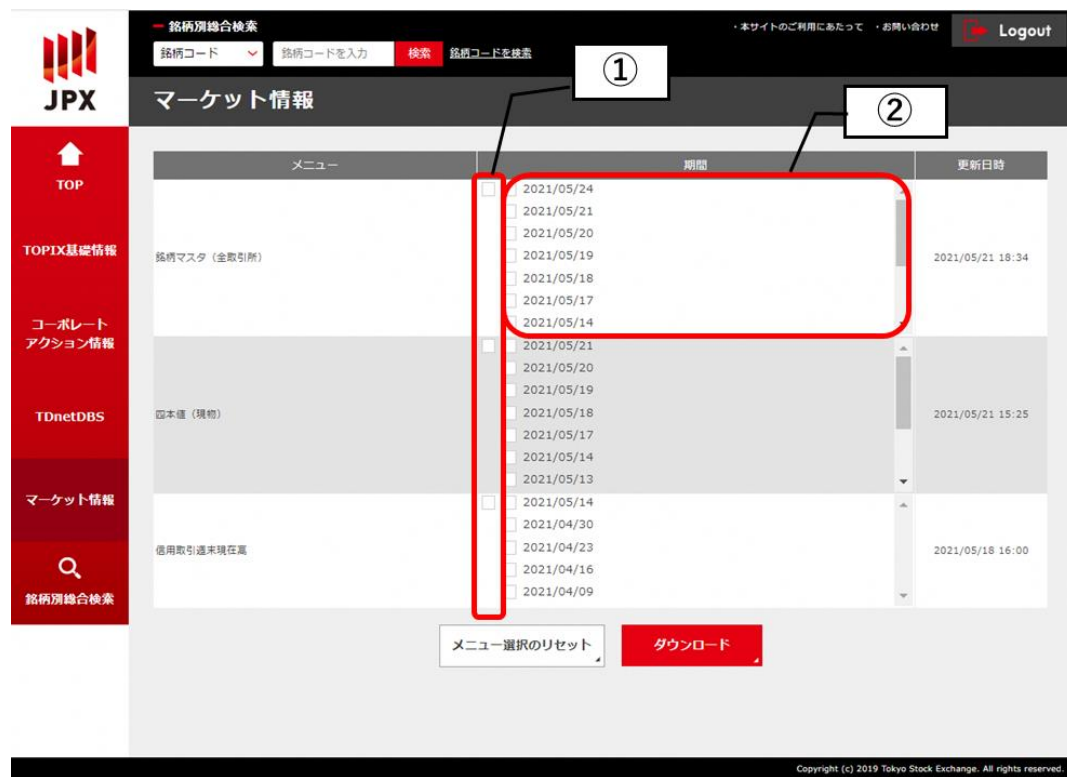 銘柄別総合検索
・本サイトのご利用にあたって ・お問い合わせ
Logout
銘柄コード 銘柄コードを入力 検索 銘柄コードを検索
①
JPX
マーケット情報
②
TOP
TOPIX基礎情報
コーポレート
アクション情報
TDnetDBS
マーケット情報
銘柄別総合検索
メニュー 期間 更新日時
銘柄マスタ（全取引所）
2021/05/24
2021/05/21
2021/05/20
2021/05/19
2021/05/18
2021/05/17
2021/05/14
2021/05/21 18:34
四本値（現物）
2021/05/21
2021/05/20
2021/05/19
2021/05/18
2021/05/17
2021/05/14
2021/05/13
2021/05/21 15:25
信用取引週末現在高
2021/05/14
2021/04/30
2021/04/23
2021/04/16
2021/04/09
2021/05/18 16:00
メニュー選択のリセット ダウンロード
Copyright (c) 2019 Tokyo Stock Exchange. All rights reserved.